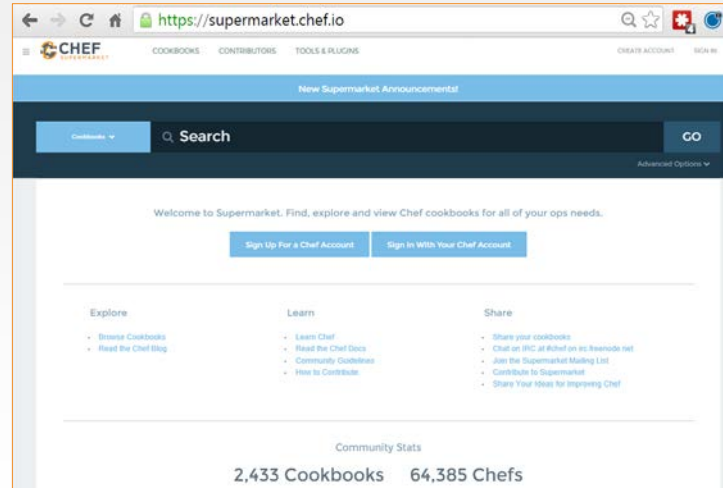 https://supermarket.chef.io
4
CHEF
SUPERMARKET
COOKBOOKS CONTRIBUTORS TOOLS & PLUGINS CREATE ACCOUNT SIGN IN
New Supermarket Announcements!
Cookbooks Search GO
Advanced Options
Welcome to Supermarket. Find, explore and view Chef cookbooks for all of your ops needs.
Sign Up For a Chef Account Sign In With Your Chef Account
Explore
• Browse Cookbooks
• Read the Chef Blog
Learn
• Learn Chef
• Read the Chef Docs
• Community Guidelines
• How to Contribute
Share
• Share your cookbooks
• Chat on IRC at #chef on irc.freenode.net
• Join the Supermarket Mailing List
• Contribute to Supermarket
• Share Your Ideas for Improving Chef
Community Stats
2,433 Cookbooks 64,385 Chefs